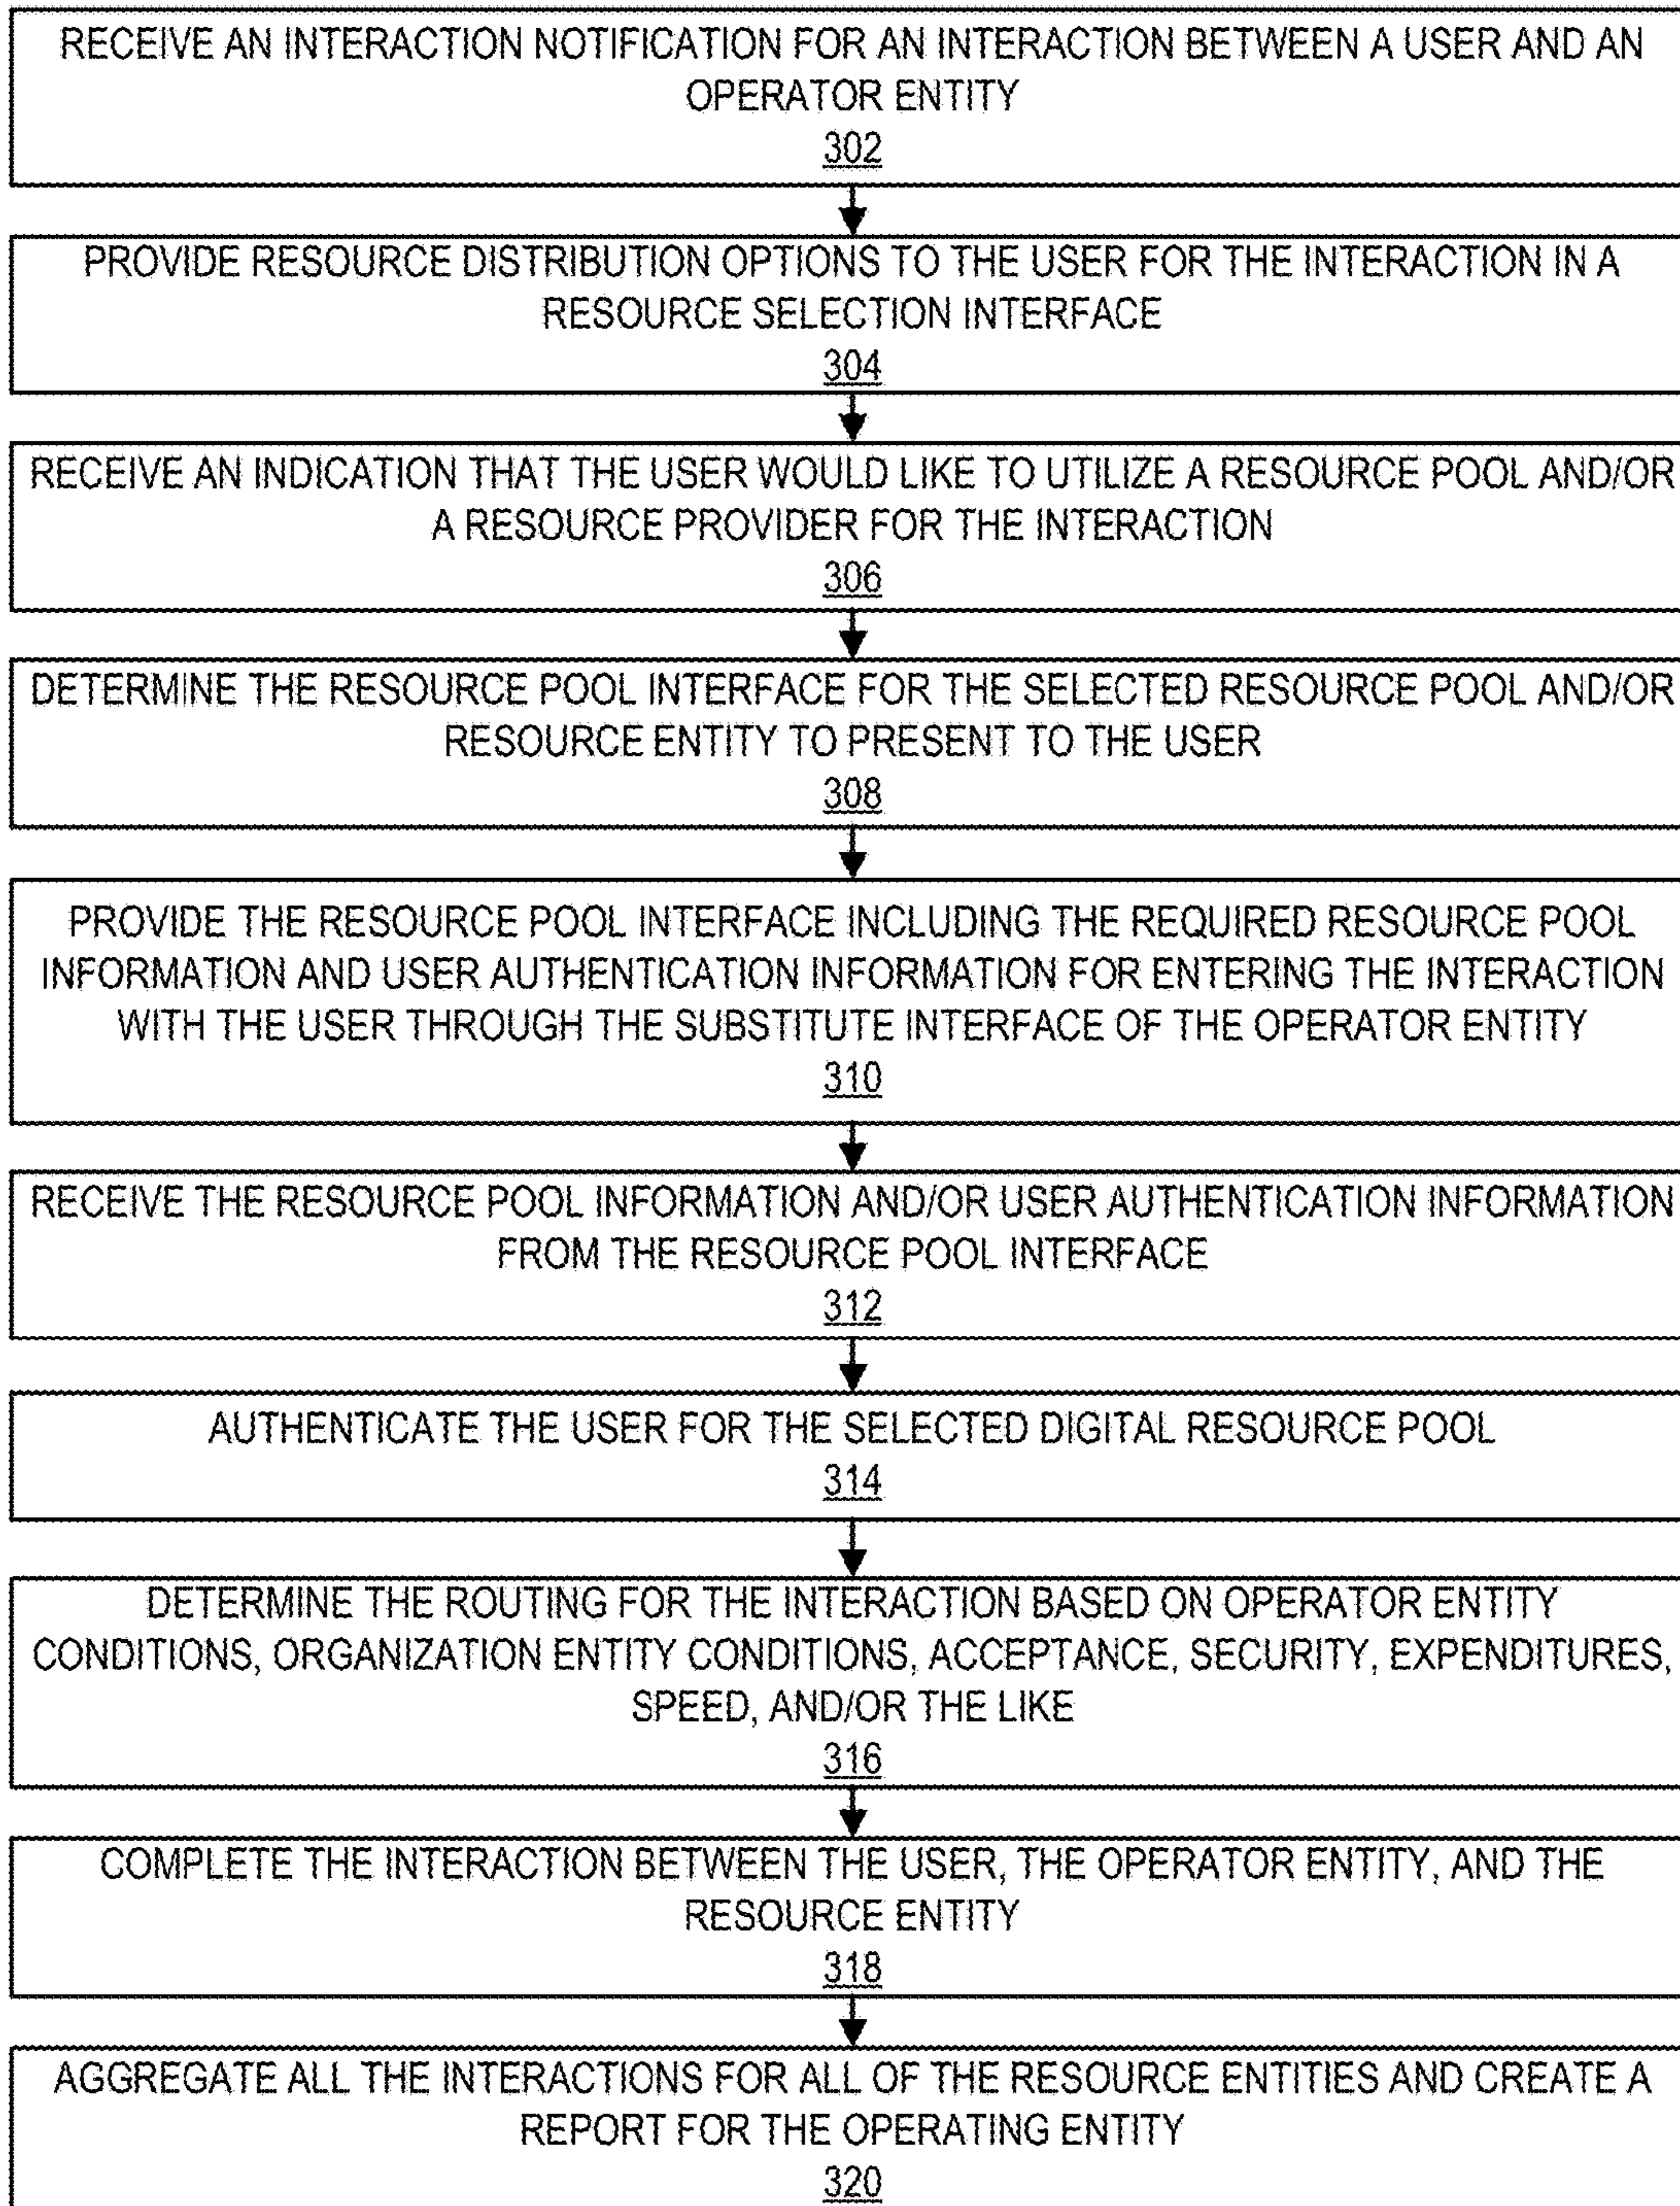 RECEIVE AN INTERACTION NOTIFICATION FOR AN INTERACTION BETWEEN A USER AND AN
OPERATOR ENTITY
302
PROVIDE RESOURCE DISTRIBUTION OPTIONS TO THE USER FOR THE INTERACTION IN A
RESOURCE SELECTION INTERFACE
304
RECEIVE AN INDICATION THAT THE USER WOULD LIKE TO UTILIZE A RESOURCE POOL AND/OR
A RESOURCE PROVIDER FOR THE INTERACTION
306
DETERMINE THE RESOURCE POOL INTERFACE FOR THE SELECTED RESOURCE POOL AND/OR
RESOURCE ENTITY TO PRESENT TO THE USER
308
PROVIDE THE RESOURCE POOL INTERFACE INCLUDING THE REQUIRED RESOURCE POOL
INFORMATION AND USER AUTHENTICATION INFORMATION FOR ENTERING THE INTERACTION
WITH THE USER THROUGH THE SUBSTITUTE INTERFACE OF THE OPERATOR ENTITY
310
RECEIVE THE RESOURCE POOL INFORMATION AND/OR USER AUTHENTICATION INFORMATION
FROM THE RESOURCE POOL INTERFACE
312
AUTHENTICATE THE USER FOR THE SELECTED DIGITAL RESOURCE POOL
314
DETERMINE THE ROUTING FOR THE INTERACTION BASED ON OPERATOR ENTITY
CONDITIONS, ORGANIZATION ENTITY CONDITIONS, ACCEPTANCE, SECURITY, EXPENDITURES,
SPEED, AND/OR THE LIKE
316
COMPLETE THE INTERACTION BETWEEN THE USER, THE OPERATOR ENTITY, AND THE
RESOURCE ENTITY
318
AGGREGATE ALL THE INTERACTIONS FOR ALL OF THE RESOURCE ENTITIES AND CREATE A
REPORT FOR THE OPERATING ENTITY
320